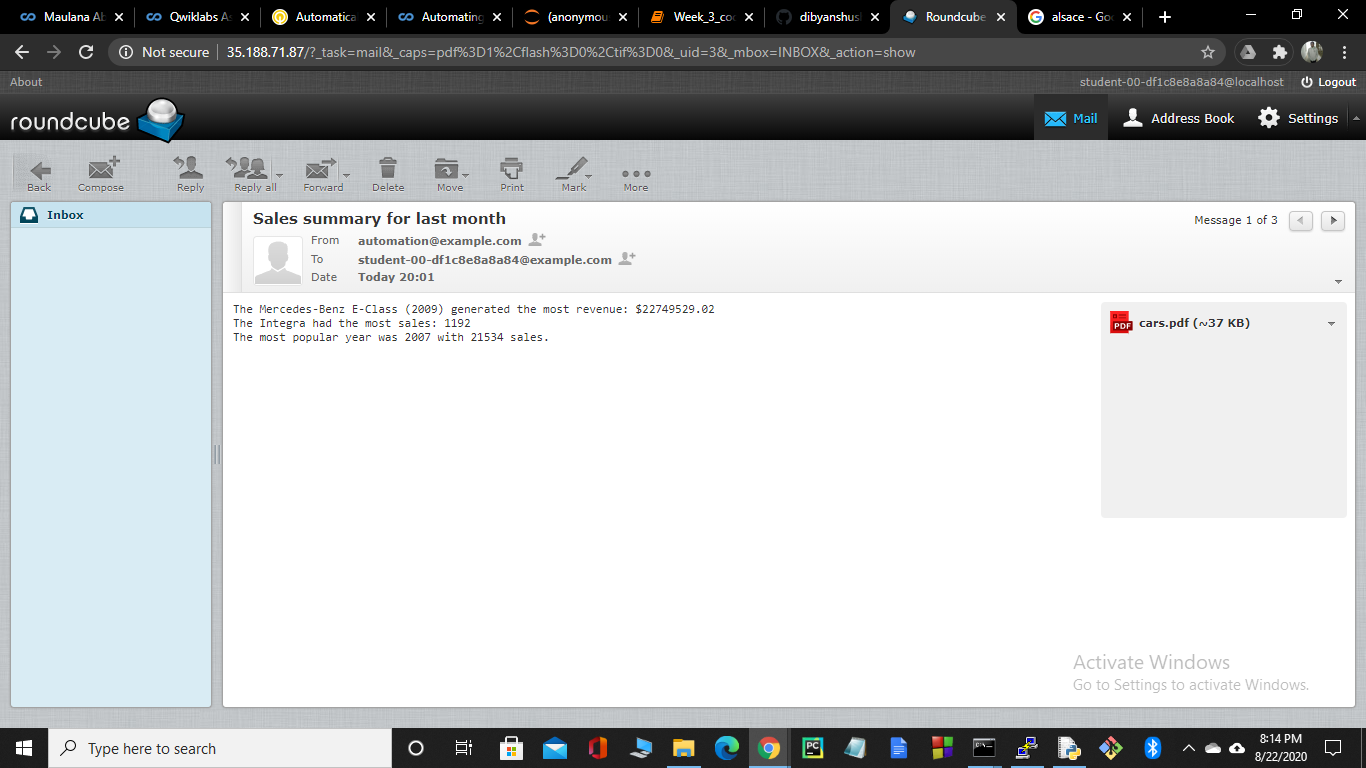 Maulana Ab
Qwiklabs As
Automatica
Automating
(anonymou
Week_3_coc
dibyanshush
Roundcube
alsace - Goo
Not secure
35.188.71.87/?_task=mail&_caps=pdf%3D1%2Cflash%3D0%2Ctif%3D0&_uid=3&_mbox=INBOX&_action=show
About
student-00-df1c8e8a8a84@localhost
Logout
roundcube
Mail
Address Book
Settings
Back
Compose
Reply
Reply all
Forward
Delete
Move
Print
Mark
More
Inbox
Sales summary for last month
Message 1 of 3
From automation@example.com
To student-00-df1c8e8a8a84@example.com
Date Today 20:01
The Mercedes-Benz E-Class (2009) generated the most revenue: $22749529.02
The Integra had the most sales: 1192
The most popular year was 2007 with 21534 sales.
PDF
cars.pdf (~37 KB)
Activate Windows
Go to Settings to activate Windows.
Type here to search
PC
8:14 PM
8/22/2020